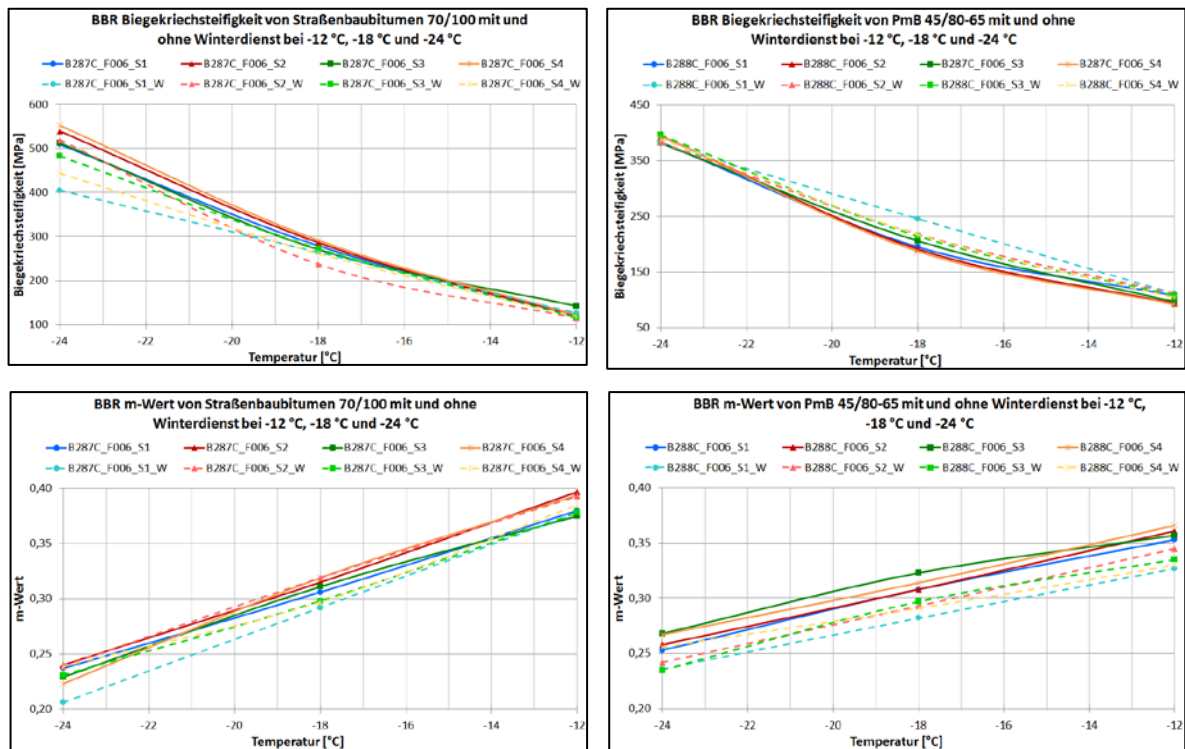 BBR Biegekriechsteifigkeit von Straßenbaubitumen 70/100 mit und
ohne Winterdienst bei -12 °C, -18 °C und -24 °C
B287C_F006_S1 B287C_F006_S2 B287C_F006_S3 B287C_F006_S4
B287C_F006_S1_W B287C_F006_S2_W B287C_F006_S3_W B287C_F006_S4_W
Biegekriechsteifigkeit [MPa]
600
500
400
300
200
100
-24 -22 -20 -18 -16 -14 -12
Temperatur [°C]
BBR Biegekriechsteifigkeit von PmB 45/80-65 mit und ohne
Winterdienst bei -12 °C, -18 °C und -24 °C
B288C_F006_S1 B288C_F006_S2 B287C_F006_S3 B287C_F006_S4
B288C_F006_S1_W B288C_F006_S2_W B288C_F006_S3_W B288C_F006_S4_W
Biegekriechsteifigkeit [MPa]
450
350
250
150
50
-24 -22 -20 -18 -16 -14 -12
Temperatur [°C]
BBR m-Wert von Straßenbaubitumen 70/100 mit und ohne
Winterdienst bei -12 °C, -18 °C und -24 °C
B287C_F006_S1 B287C_F006_S2 B287C_F006_S3 B287C_F006_S4
B287C_F006_S1_W B287C_F006_S2_W B287C_F006_S3_W B287C_F006_S4_W
m-Wert
0,40
0,35
0,30
0,25
0,20
-24 -22 -20 -18 -16 -14 -12
Temperatur [°C]
BBR m-Wert von PmB 45/80-65 mit und ohne Winterdienst bei -12 °C,
-18 °C und -24 °C
B288C_F006_S1 B288C_F006_S2 B288C_F006_S3 B288C_F006_S4
B288C_F006_S1_W B288C_F006_S2_W B288C_F006_S3_W B288C_F006_S4_W
m-Wert
0,40
0,35
0,30
0,25
0,20
-24 -22 -20 -18 -16 -14 -12
Temperatur [°C]